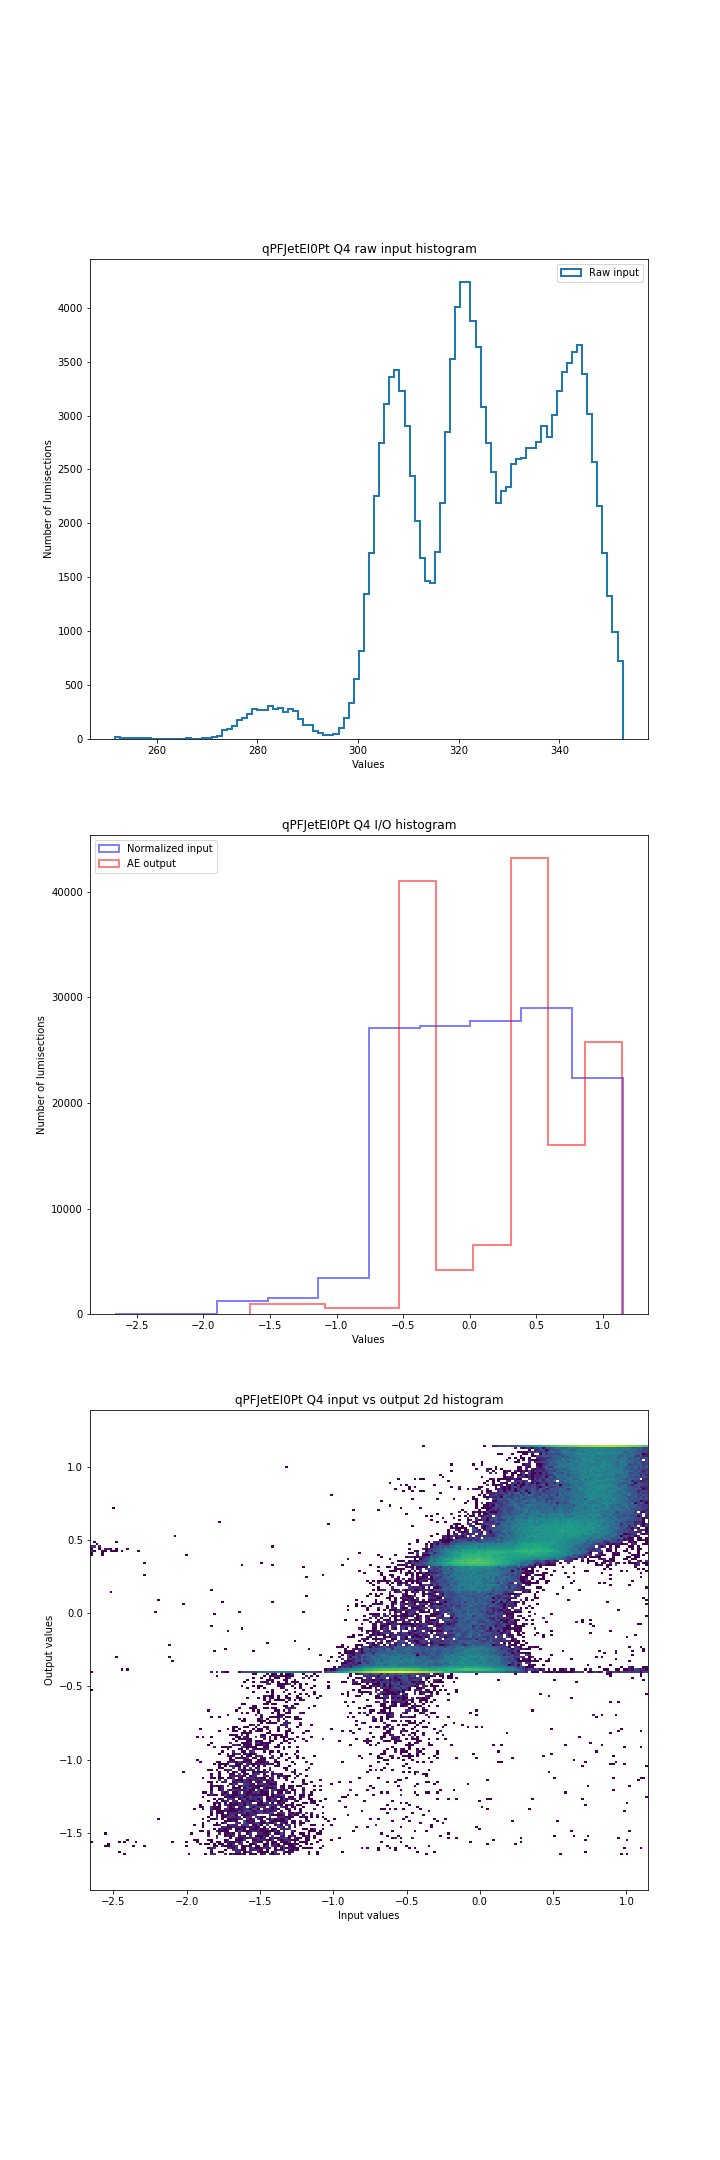 qPFJetEI0Pt Q4 raw input histogram
Raw input
4000
3500
3000
2500
2000
1500
1000
500
0
Number of lumisections
260 280 300 320 340
Values
qPFJetEI0Pt Q4 I/O histogram
Normalized input
AE output
40000
30000
20000
10000
0
Number of lumisections
−2.5 −2.0 −1.5 −1.0 −0.5 0.0 0.5 1.0
Values
qPFJetEI0Pt Q4 input vs output 2d histogram
1.0
0.5
0.0
−0.5
−1.0
−1.5
Output values
−2.5 −2.0 −1.5 −1.0 −0.5 0.0 0.5 1.0
Input values